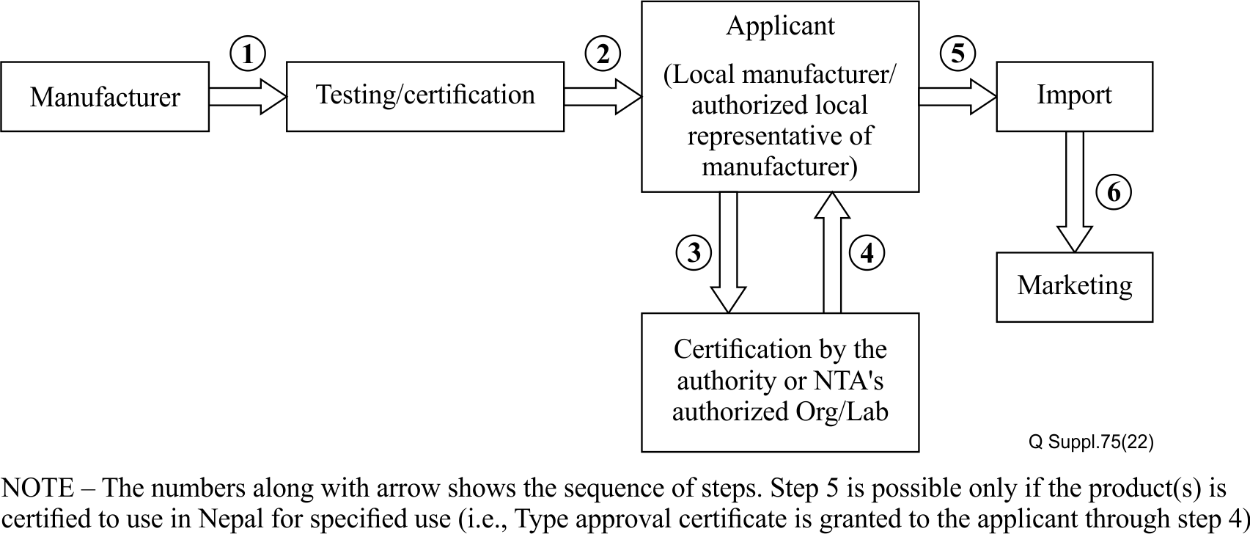 Manufacturer
①
Testing/certification
②
Applicant
(Local manufacturer/
authorized local
representative of
manufacturer)
③
④
Certification by the
authority or NTA's
authorized Org/Lab
⑤
Import
⑥
Marketing
Q Suppl.75(22)
NOTE – The numbers along with arrow shows the sequence of steps. Step 5 is possible only if the product(s) is
certified to use in Nepal for specified use (i.e., Type approval certificate is granted to the applicant through step 4)